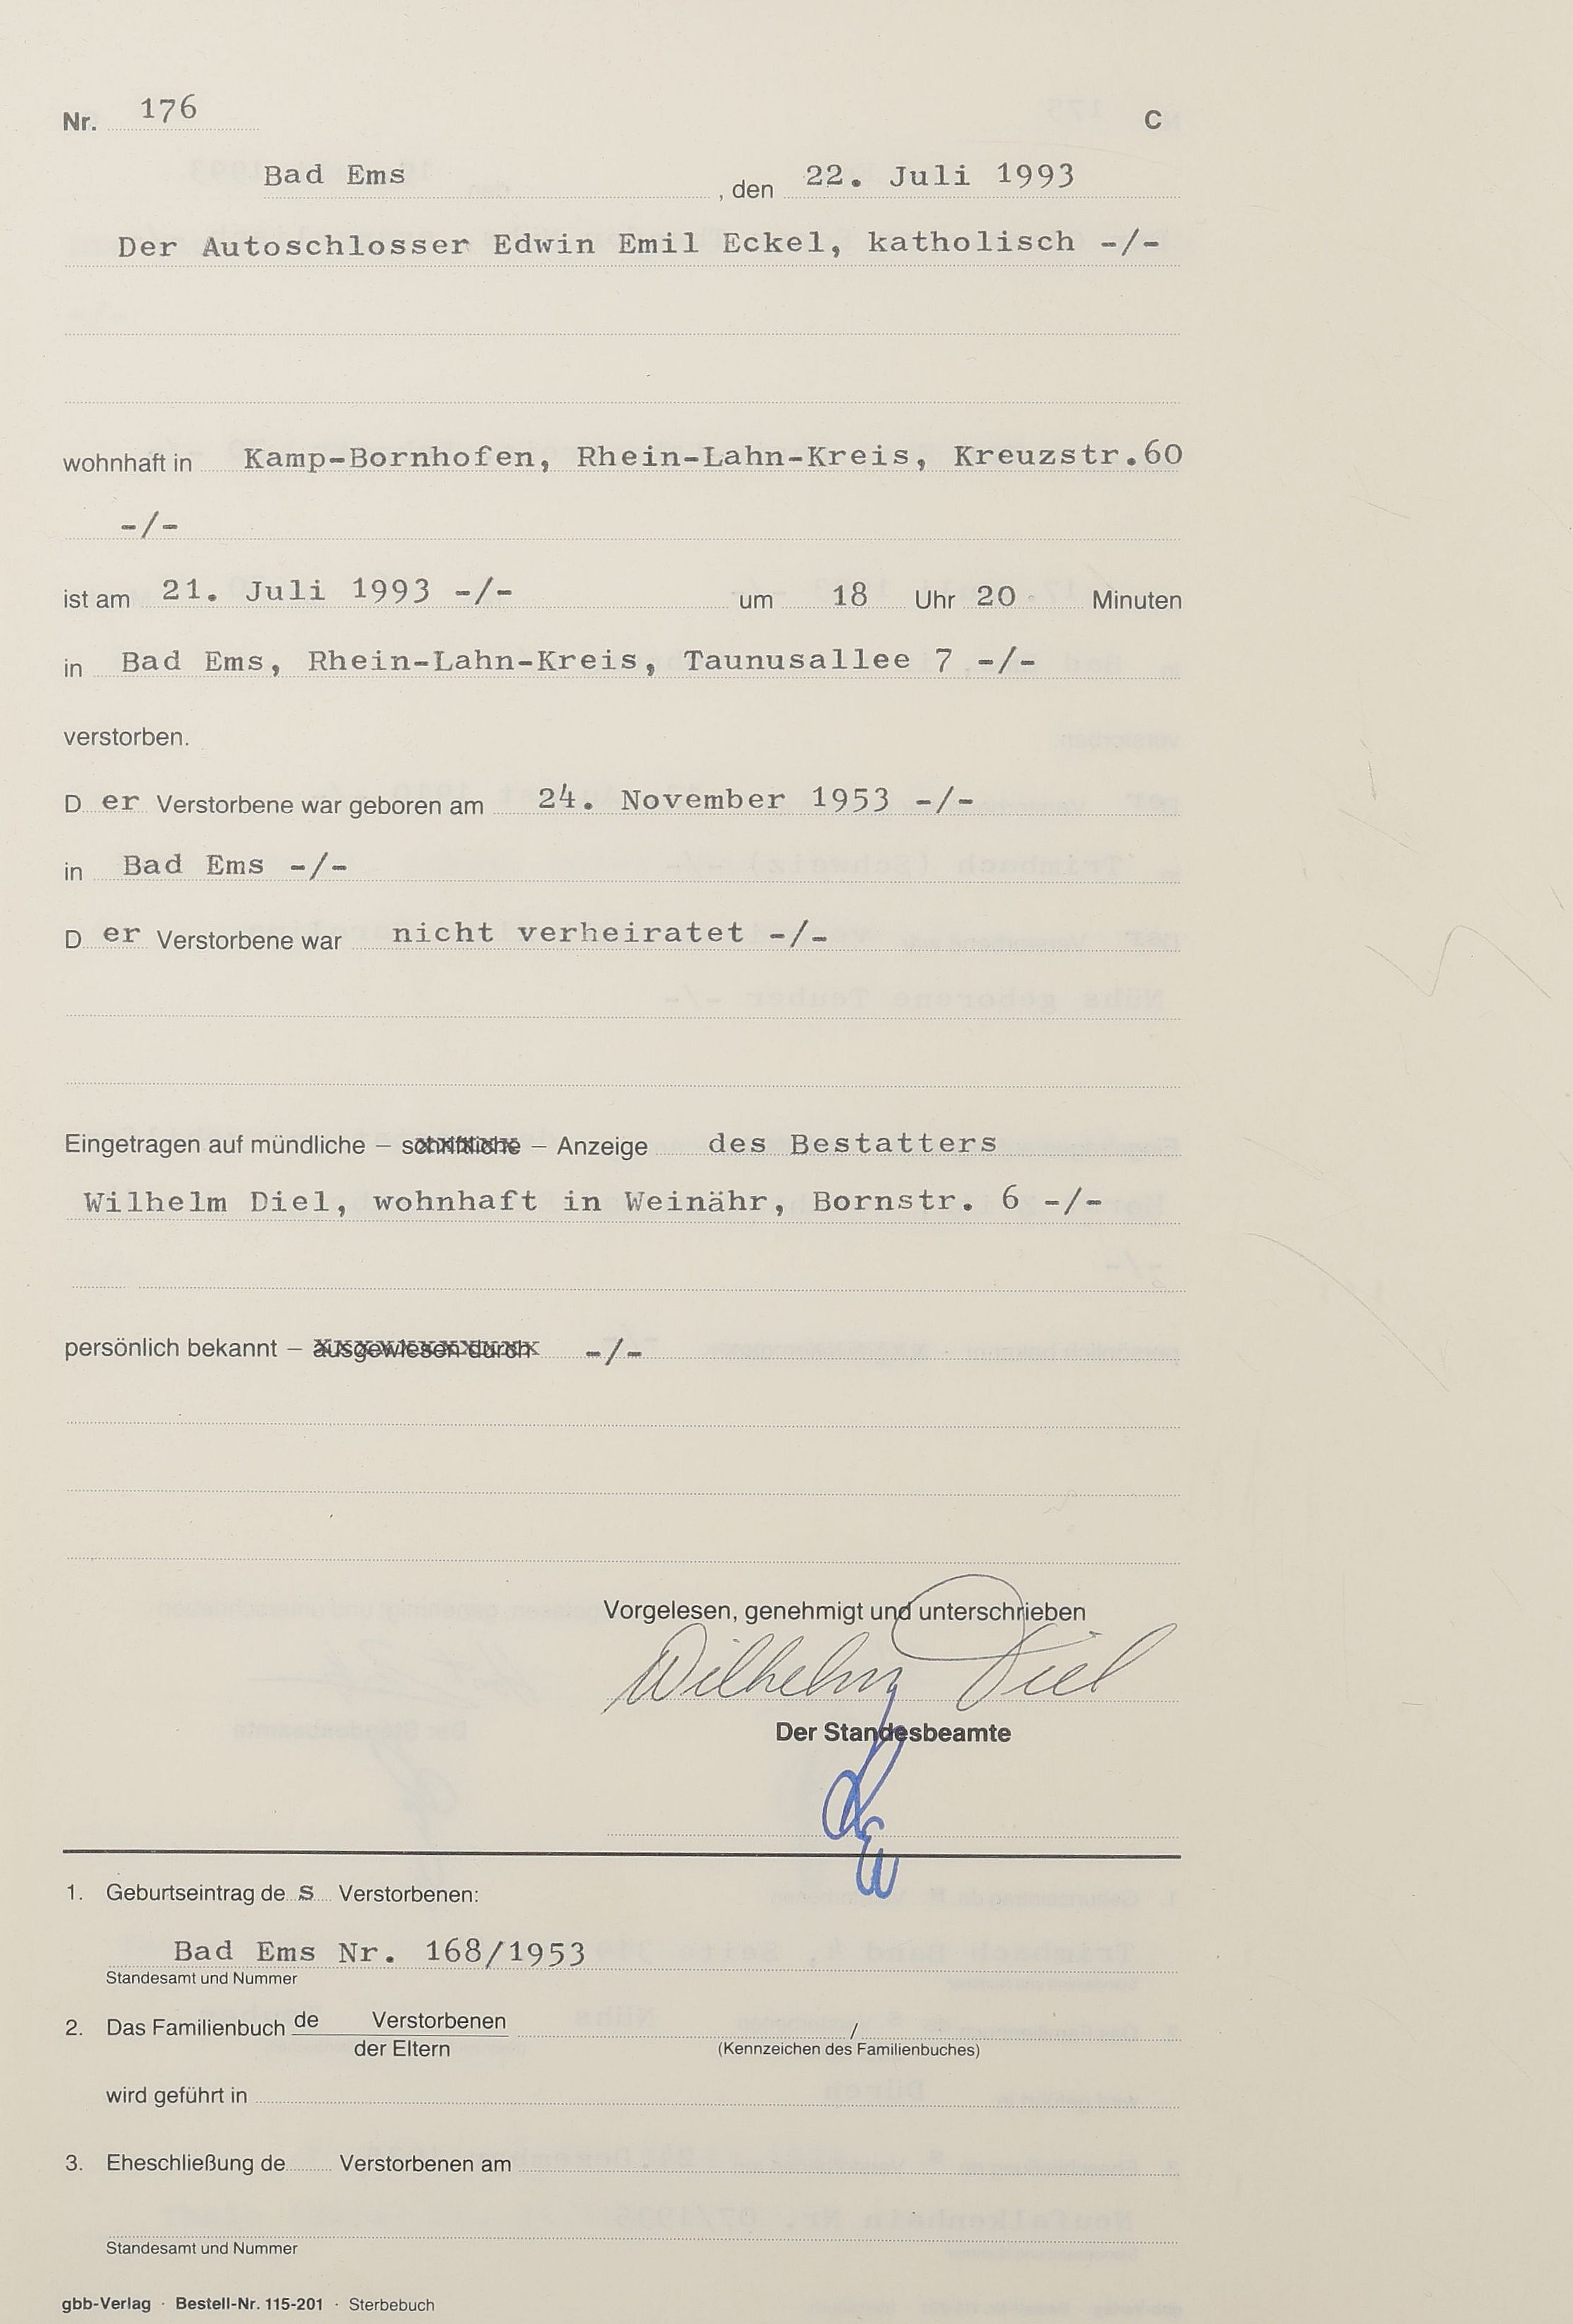 Nr. 176 C
Bad Ems , den 22. Juli 1993
Der Autoschlosser Edwin Emil Eckel, katholisch -/-
wohnhaft in Kamp-Bornhofen, Rhein-Lahn-Kreis, Kreuzstr.60
-/-
ist am 21. Juli 1993 -/- um 18 Uhr 20 Minuten
in Bad Ems, Rhein-Lahn-Kreis, Taunusallee 7 -/-
verstorben.
D er Verstorbene war geboren am 24. November 1953 -/-
in Bad Ems -/-
D er Verstorbene war nicht verheiratet -/-
Eingetragen auf mündliche – schriftliche – Anzeige des Bestatters
Wilhelm Diel, wohnhaft in Weinähr, Bornstr. 6 -/-
persönlich bekannt – ausgewiesen durch -/-
Vorgelesen, genehmigt und unterschrieben
Wilhelm Diel
Der Standesbeamte
1. Geburtseintrag de s Verstorbenen:
Bad Ems Nr. 168/1953
Standesamt und Nummer
2. Das Familienbuch de Verstorbenen /
der Eltern (Kennzeichen des Familienbuches)
wird geführt in
3. Eheschließung de Verstorbenen am
Standesamt und Nummer
gbb-Verlag · Bestell-Nr. 115-201 · Sterbebuch